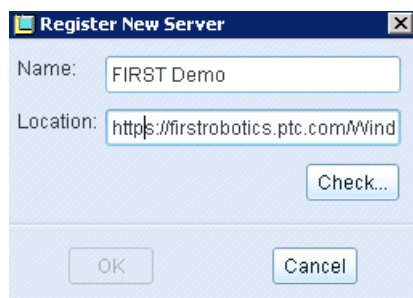 Register New Server
Name: FIRST Demo
Location: https://firstrobotics.ptc.com/Wind
Check...
OK Cancel